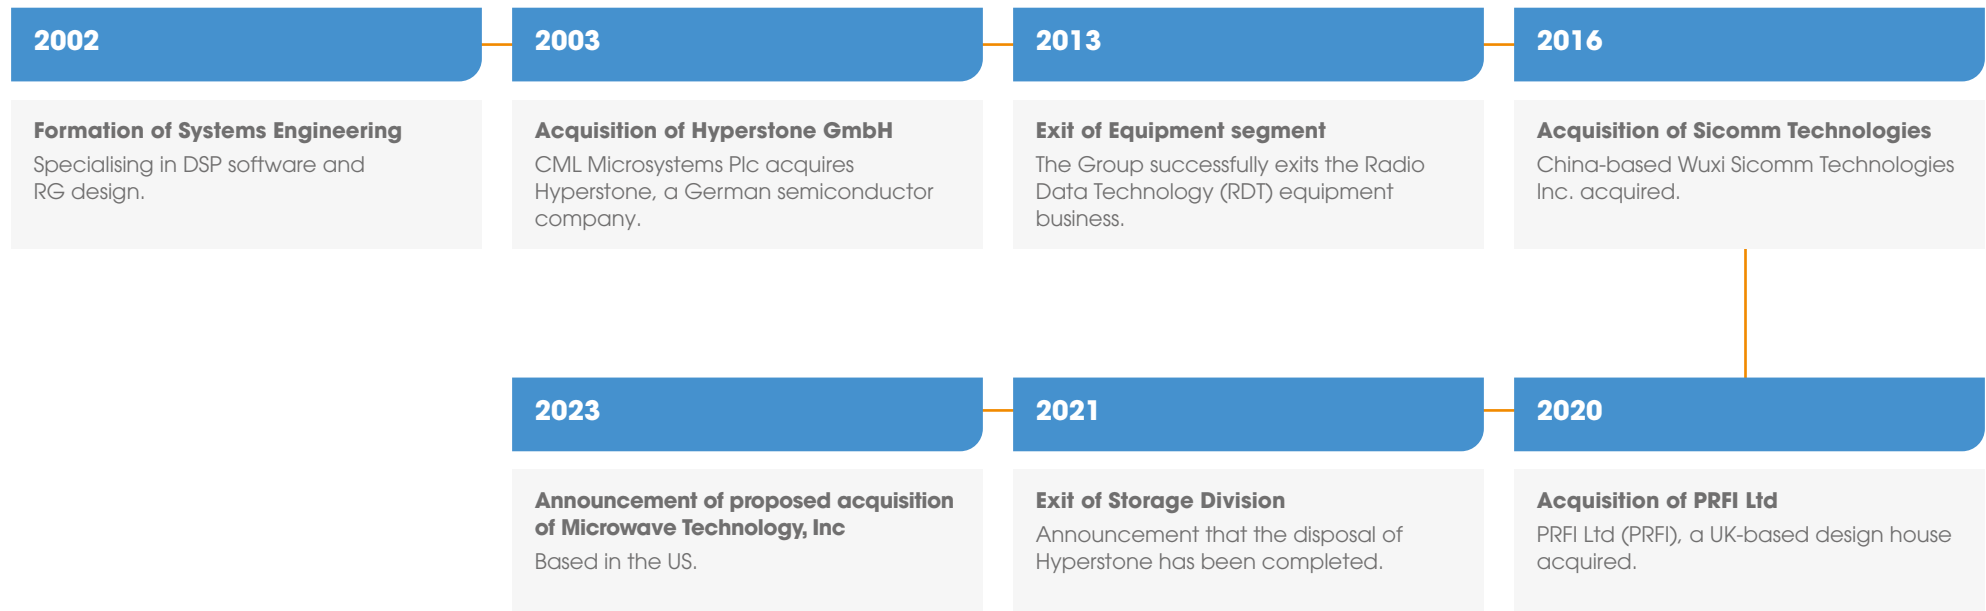 2002
Formation of Systems Engineering
Specialising in DSP software and
RG design.
2003
Acquisition of Hyperstone GmbH
CML Microsystems Plc acquires
Hyperstone, a German semiconductor
company.
2013
Exit of Equipment segment
The Group successfully exits the Radio
Data Technology (RDT) equipment
business.
2016
Acquisition of Sicomm Technologies
China-based Wuxi Sicomm Technologies
Inc. acquired.
2020
Acquisition of PRFI Ltd
PRFI Ltd (PRFI), a UK-based design house
acquired.
2021
Exit of Storage Division
Announcement that the disposal of
Hyperstone has been completed.
2023
Announcement of proposed acquisition
of Microwave Technology, Inc
Based in the US.